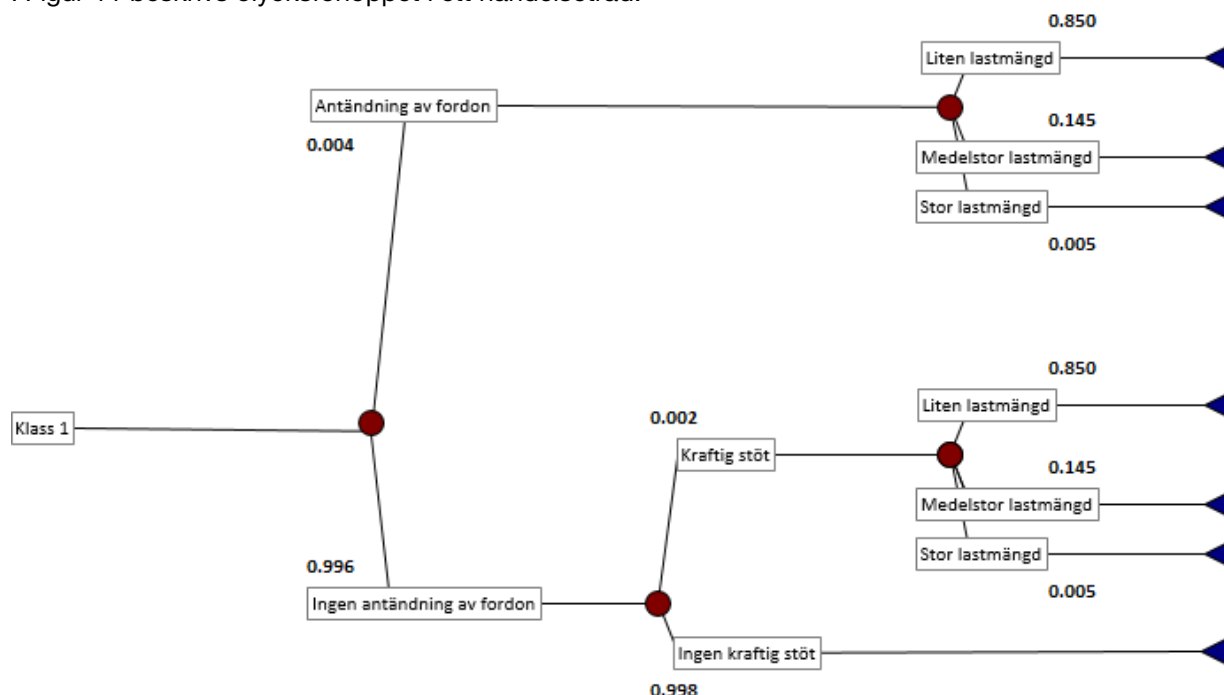 0.850
Liten lastmängd
Antändning av fordon
0.145
0.004
Medelstor lastmängd
Stor lastmängd
0.005
0.850
Liten lastmängd
0.002
Klass 1
Kraftig stöt
0.145
Medelstor lastmängd
0.996
Stor lastmängd
0.005
Ingen antändning av fordon
Ingen kraftig stöt
0.998